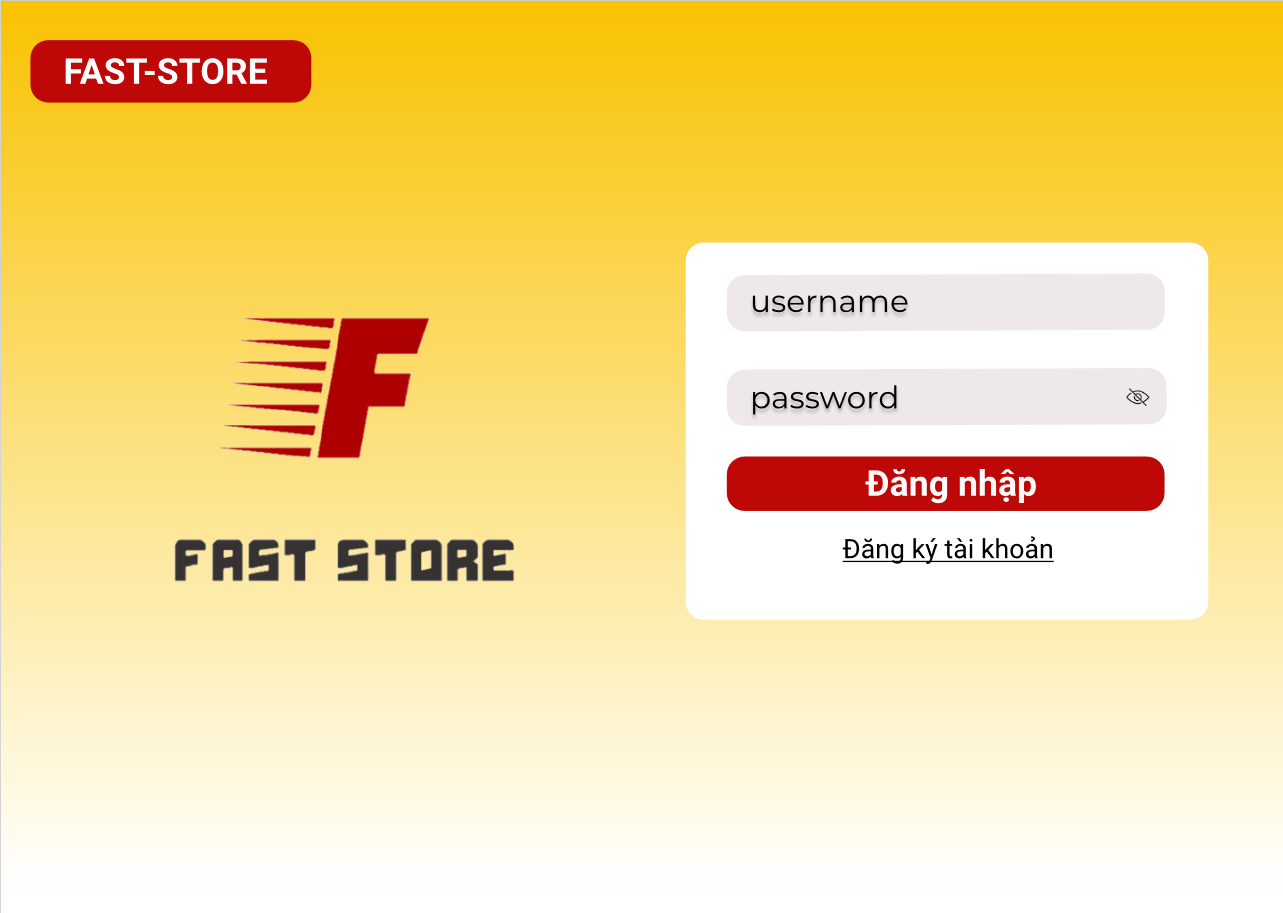 FAST-STORE
FAST STORE
username
password
Đăng nhập
Đăng ký tài khoản